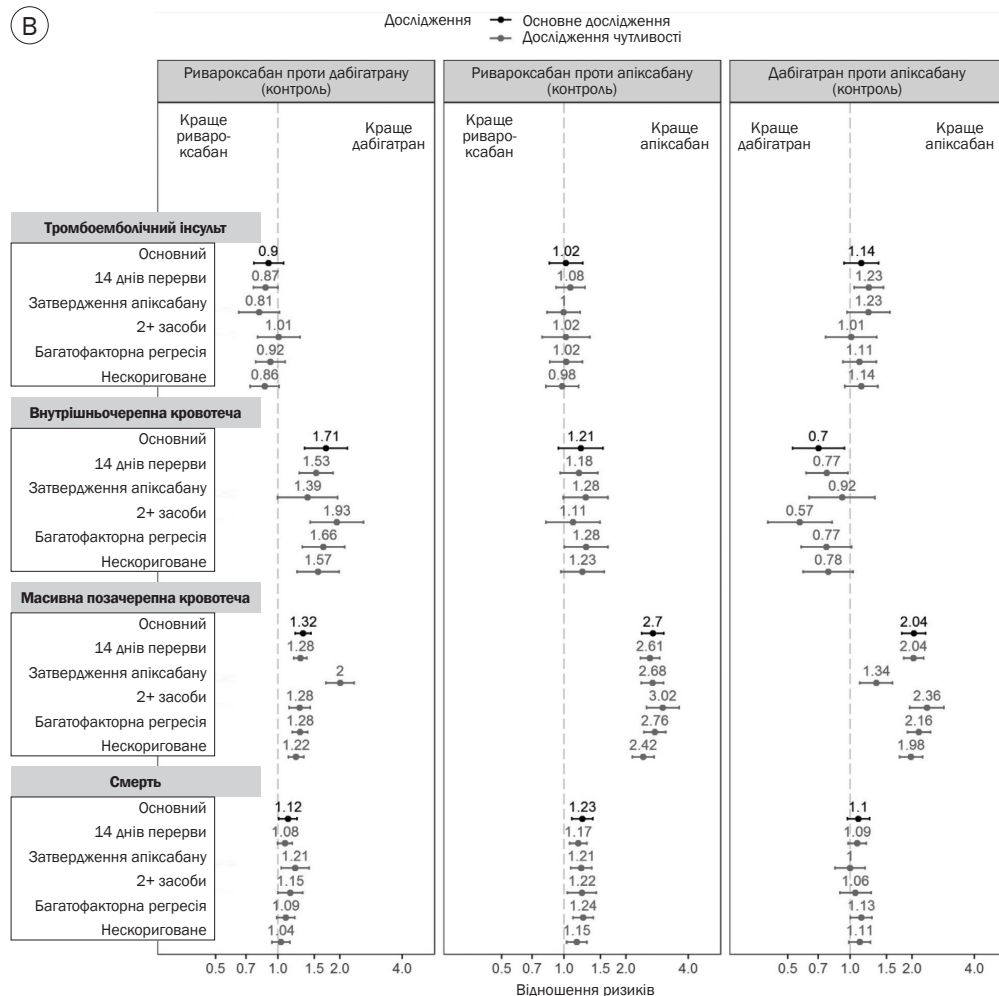 B
Дослідження
Основне дослідження
Дослідження чутливості
Ривароксабан проти дабігатрану
(контроль)
Ривароксабан проти апіксабану
(контроль)
Дабігатран проти апіксабану
(контроль)
Краще
риваро-
ксабан
Краще
дабігатран
Краще
риваро-
ксабан
Краще
апіксабан
Краще
дабігатран
Краще
апіксабан
Тромбоемболічний інсульт
Основний 0.9 1.02 1.14
14 днів перерви 0.87 1.08 1.23
Затвердження апіксабану 0.81 1 1.23
2+ засоби 1.01 1.02 1.01
Багатофакторна регресія 0.92 1.02 1.11
Нескориговане 0.86 0.98 1.14
Внутрішньочерепна кровотеча
Основний 1.71 1.21 0.7
14 днів перерви 1.53 1.18 0.77
Затвердження апіксабану 1.39 1.28 0.92
2+ засоби 1.93 1.11 0.57
Багатофакторна регресія 1.66 1.28 0.77
Нескориговане 1.57 1.23 0.78
Масивна позачерепна кровотеча
Основний 1.32 2.7 2.04
14 днів перерви 1.28 2.61 2.04
Затвердження апіксабану 2 2.68 1.34
2+ засоби 1.28 3.02 2.36
Багатофакторна регресія 1.28 2.76 2.16
Нескориговане 1.22 2.42 1.98
Смерть
Основний 1.12 1.23 1.1
14 днів перерви 1.08 1.17 1.09
Затвердження апіксабану 1.21 1.21 1
2+ засоби 1.15 1.22 1.06
Багатофакторна регресія 1.09 1.24 1.13
Нескориговане 1.04 1.15 1.11
0.5 0.7 1.0 1.5 2.0 4.0 0.5 0.7 1.0 1.5 2.0 4.0 0.5 0.7 1.0 1.5 2.0 4.0
Відношення ризиків